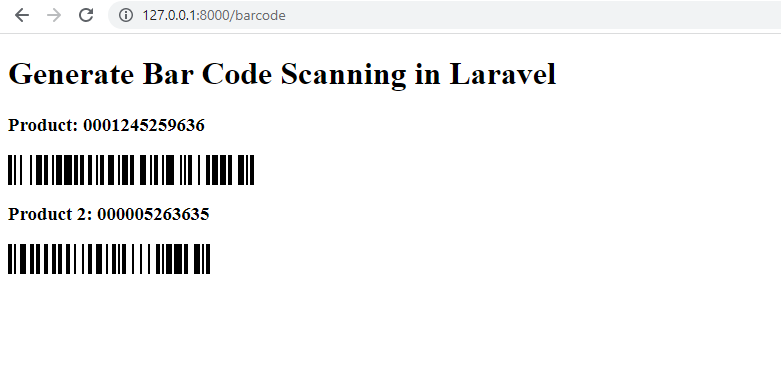 127.0.0.1:8000/barcode
Generate Bar Code Scanning in Laravel
Product: 0001245259636
Product 2: 000005263635